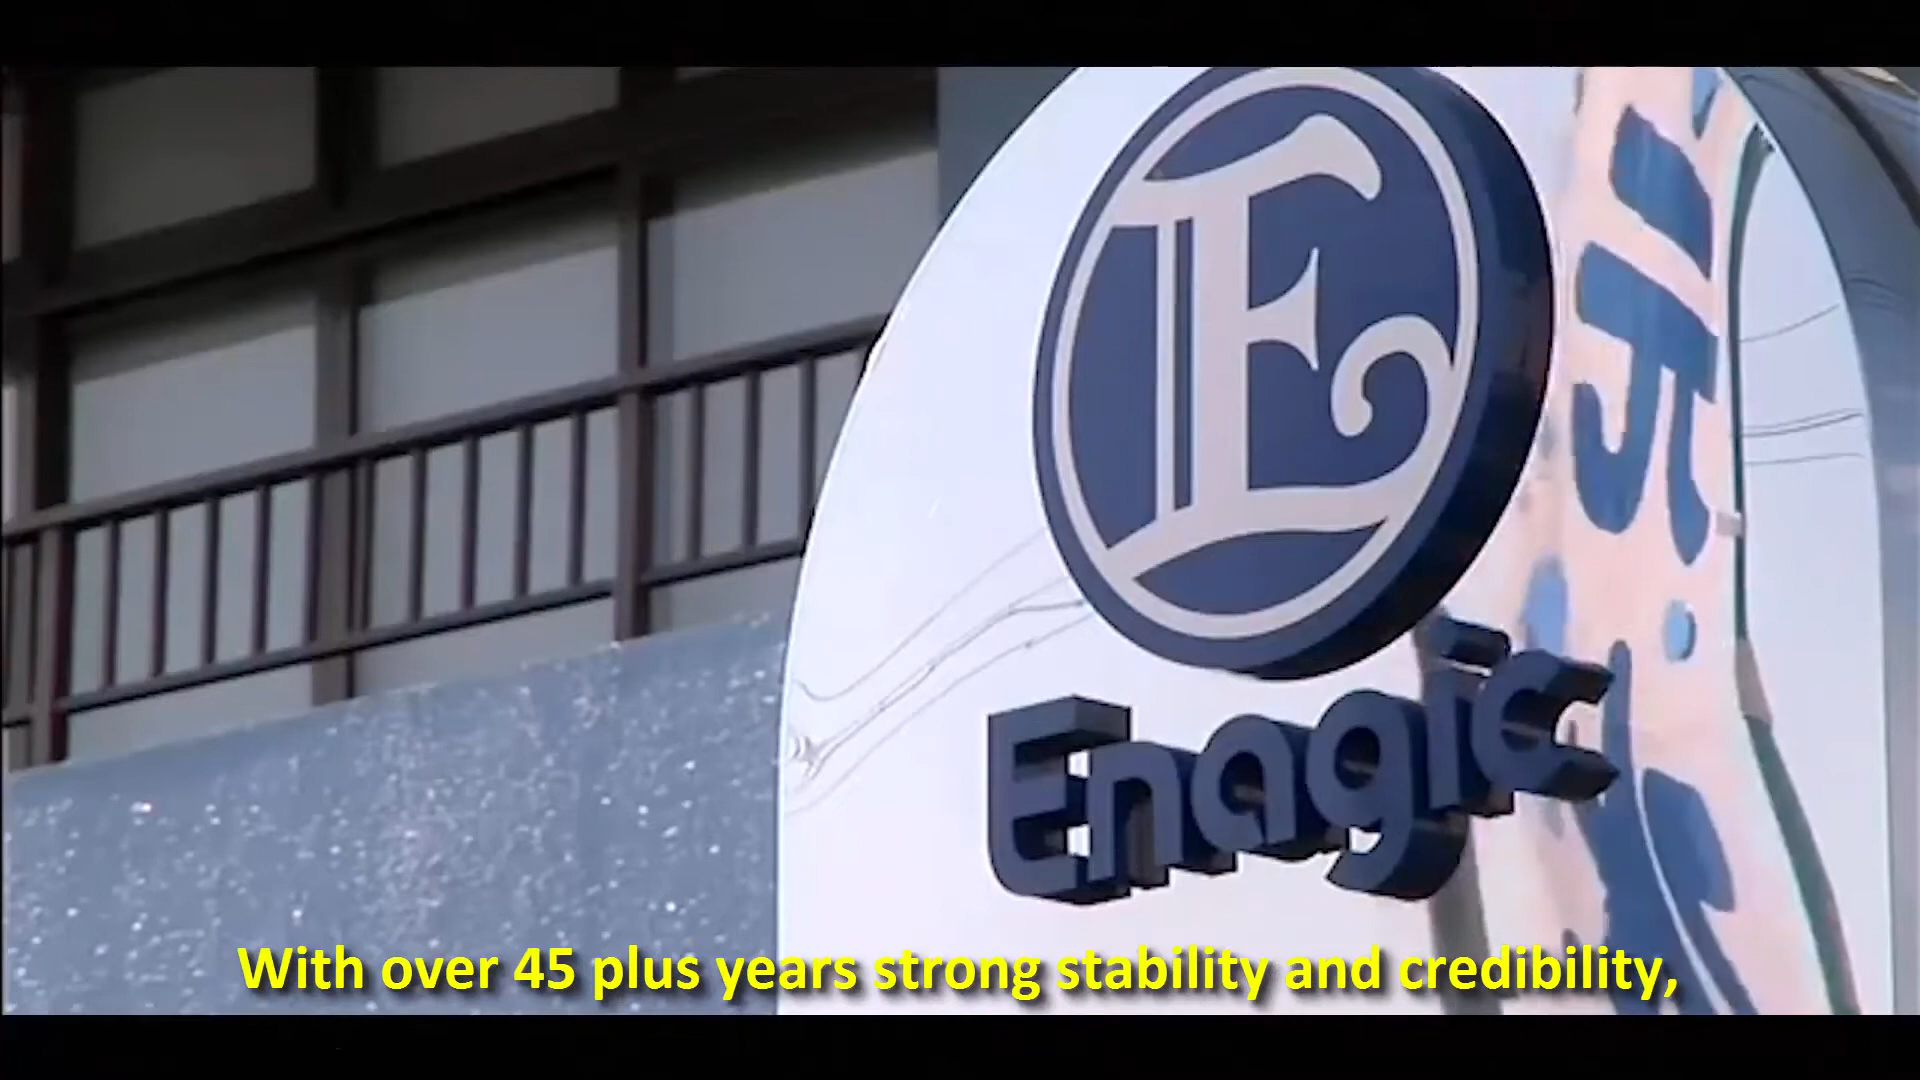 E
Enagic
With over 45 plus years strong stability and credibility,